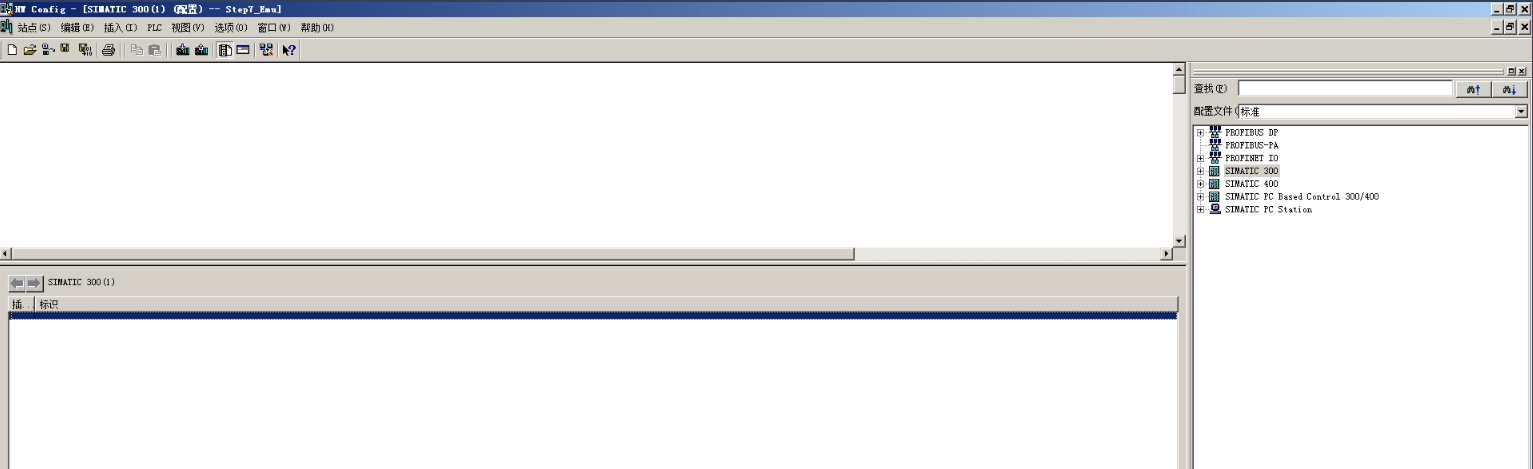 HW Config - [SIMATIC 300(1) (配置) -- Step7_Emu]
站点(S) 编辑(E) 插入(I) PLC 视图(V) 选项(O) 窗口(W) 帮助(H)
查找(F)
配置文件( 标准
PROFIBUS DP
PROFIBUS-PA
PROFINET IO
SIMATIC 300
SIMATIC 400
SIMATIC PC Based Control 300/400
SIMATIC PC Station
SIMATIC 300(1)
插... 标识